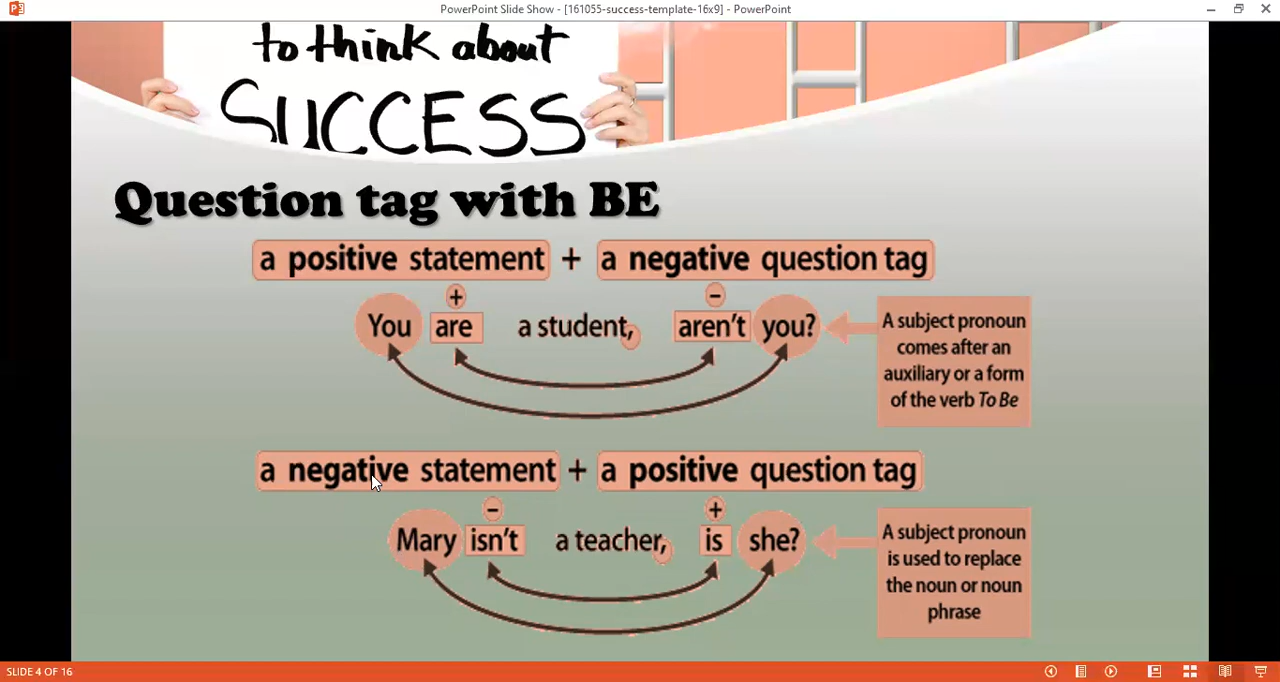 PowerPoint Slide Show - [161055-success-template-16x9] - PowerPoint
to think about
SUCCESS
Question tag with BE
a positive statement + a negative question tag
+ −
You are a student, aren't you?
A subject pronoun
comes after an
auxiliary or a form
of the verb To Be
a negative statement + a positive question tag
− +
Mary isn't a teacher, is she?
A subject pronoun
is used to replace
the noun or noun
phrase
SLIDE 4 OF 16